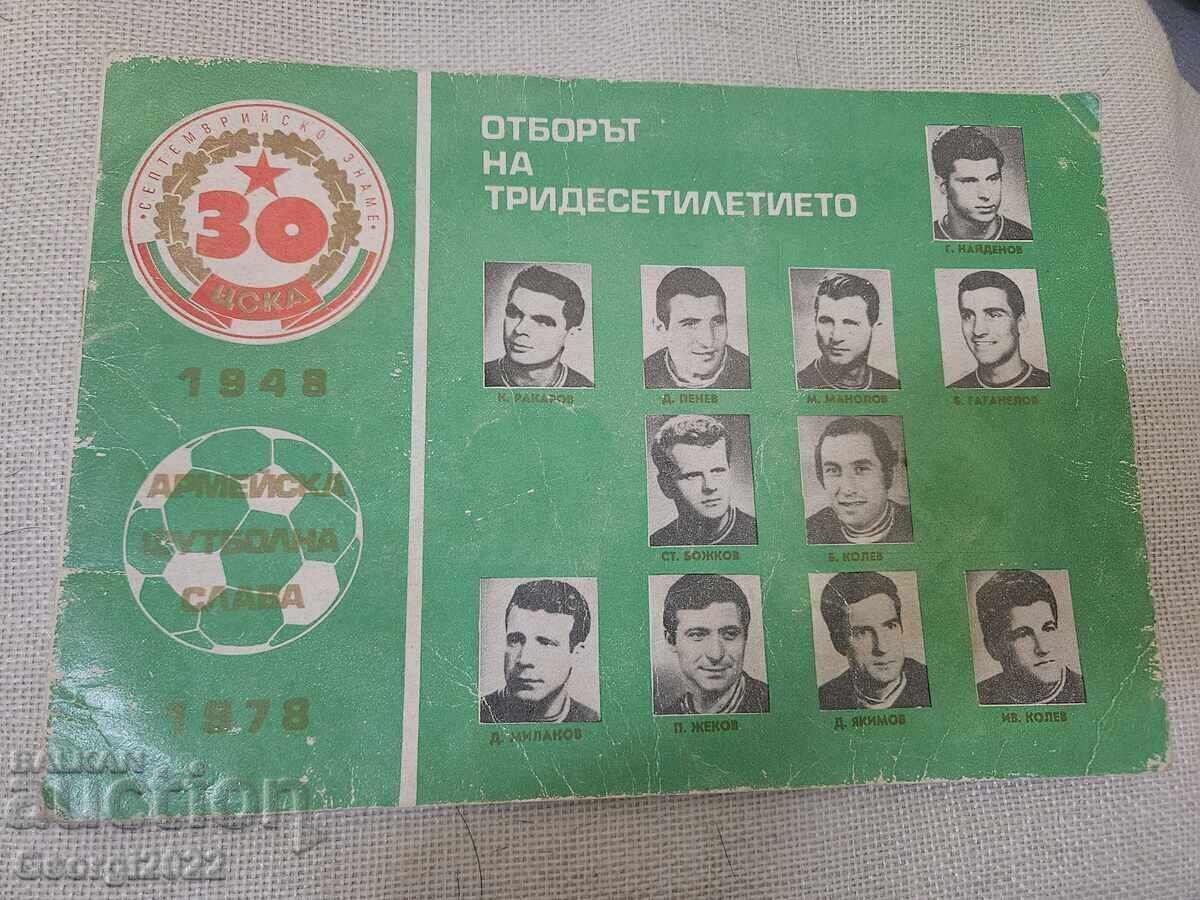 • СЕПТЕМВРИЙСКО ЗНАМЕ •
30
ЦСКА
1948
АРМЕЙСКА
ФУТБОЛНА
СЛАВА
1978
ОТБОРЪТ
НА
ТРИДЕСЕТИЛЕТИЕТО
Г. НАЙДЕНОВ
К. РАКАРОВ
Д. ПЕНЕВ
М. МАНОЛОВ
Б. ГАГАНЕЛОВ
СТ. БОЖКОВ
Б. КОЛЕВ
Д. МИЛАНОВ
П. ЖЕКОВ
Д. ЯКИМОВ
ИВ. КОЛЕВ
BALKAN
auction
Georgi2022